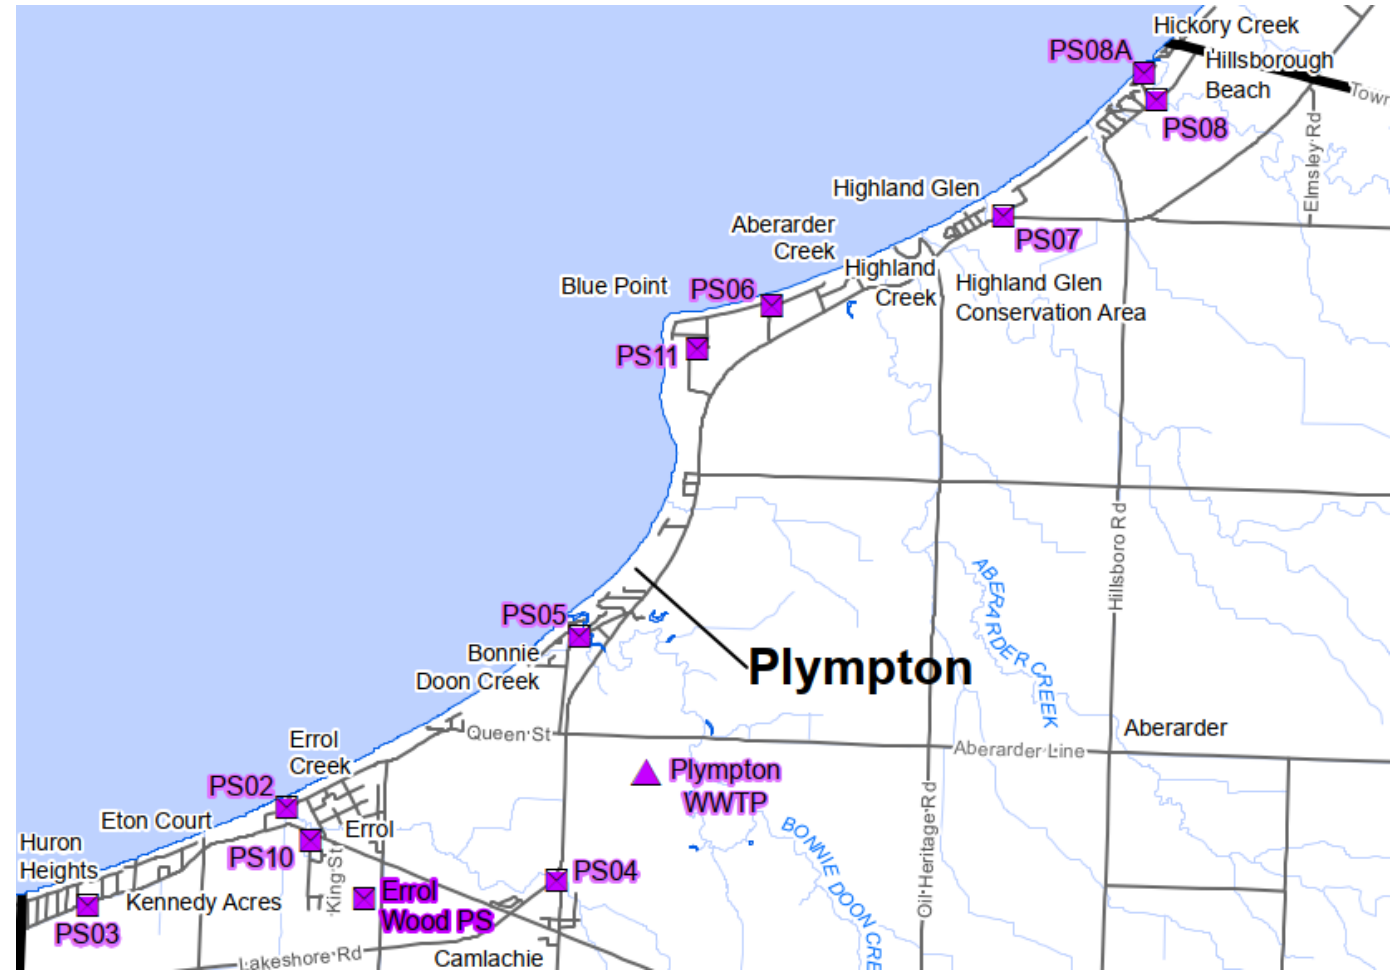 Hickory Creek
PS08A
Hillsborough
Beach
Town
PS08
Elmsley Rd
Highland Glen
Aberarder
Creek
PS07
Highland
Creek
Highland Glen
Conservation Area
Blue Point
PS06
PS11
Hillsboro Rd
ABERARDER CREEK
PS05
Bonnie
Doon Creek
Plympton
Queen St
Aberarder Line
Aberarder
Errol
Creek
Plympton
WWTP
PS02
Eton Court
Errol
Huron
Heights
PS10
King St
BONNIE DOON CRE
Oil Heritage Rd
PS04
Errol
Wood PS
Kennedy Acres
PS03
Lakeshore Rd
Camlachie